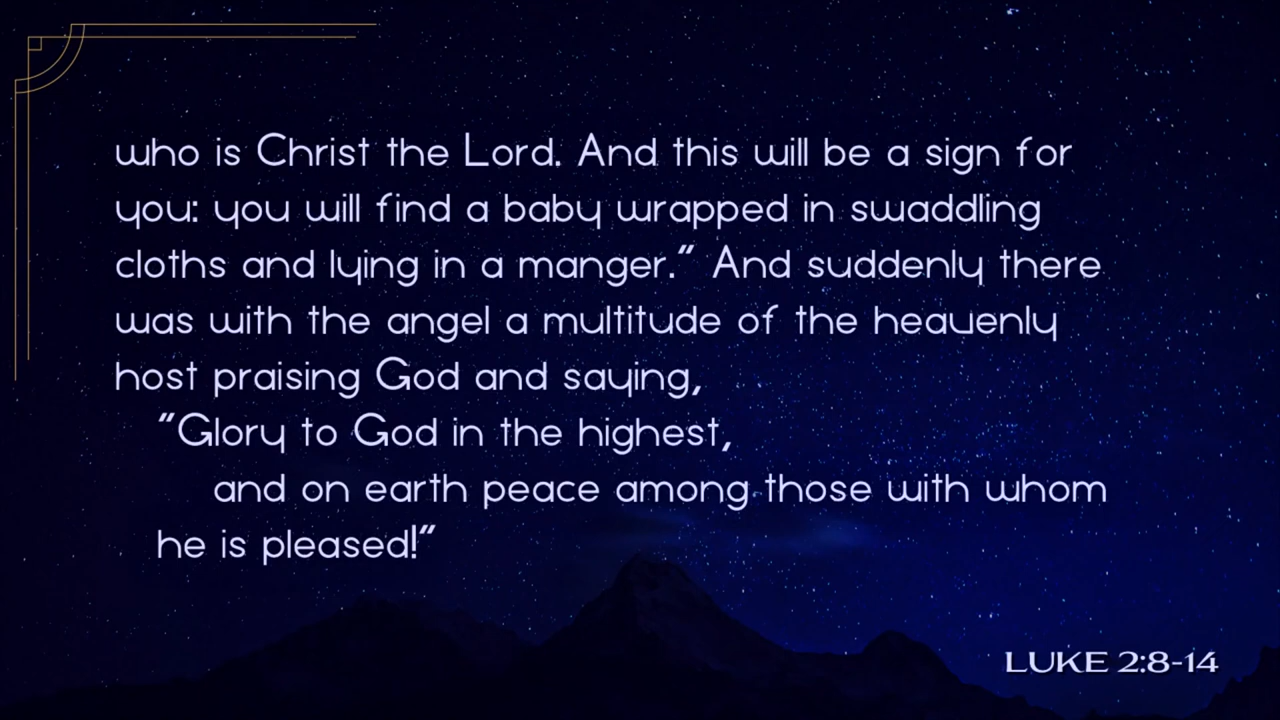 who is Christ the Lord. And this will be a sign for
you: you will find a baby wrapped in swaddling
cloths and lying in a manger.” And suddenly there
was with the angel a multitude of the heavenly
host praising God and saying,
“Glory to God in the highest,
and on earth peace among those with whom
he is pleased!”
LUKE 2:8-14